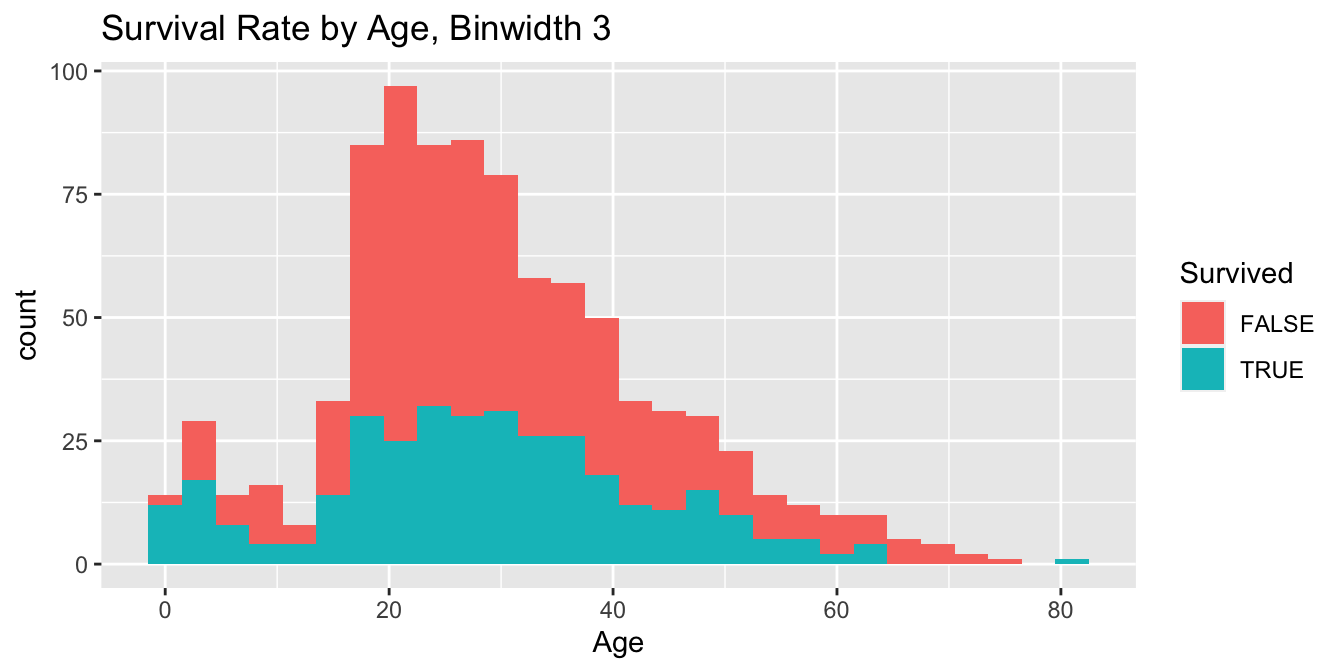 Survival Rate by Age, Binwidth 3
100
75
50
25
0
count
0 20 40 60 80
Age
Survived
FALSE
TRUE